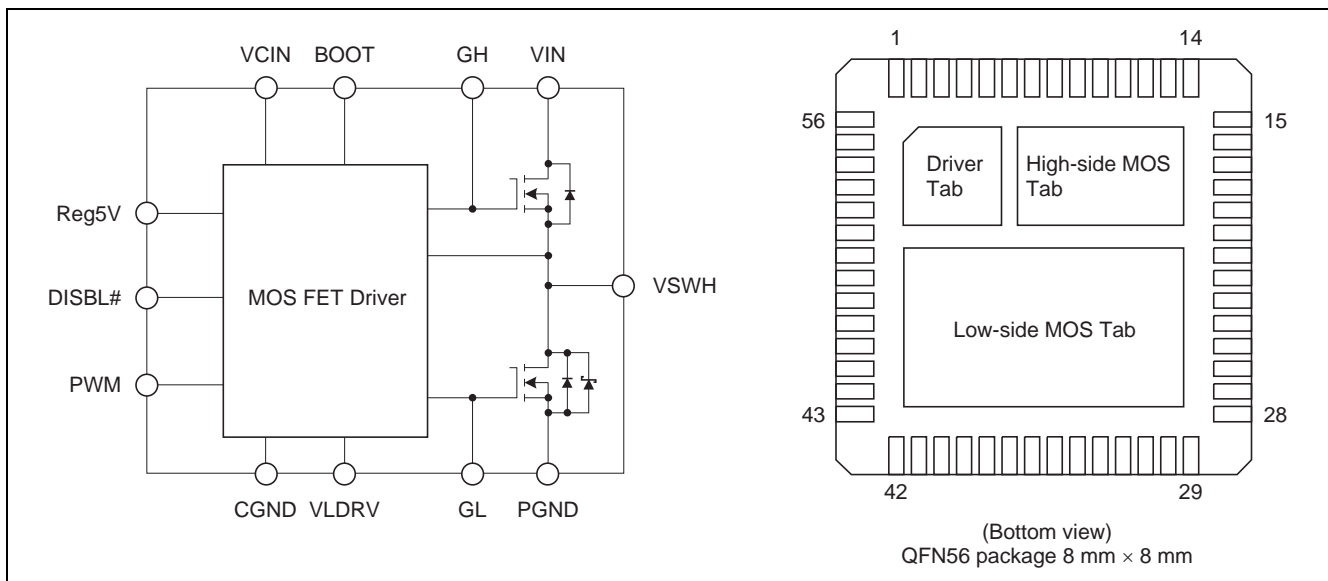 VCIN BOOT GH VIN
Reg5V
DISBL#
PWM
MOS FET Driver
VSWH
CGND VLDRV GL PGND
1 14
56 15
Driver
Tab
High-side MOS
Tab
Low-side MOS Tab
43 28
42 29
(Bottom view)
QFN56 package 8 mm × 8 mm